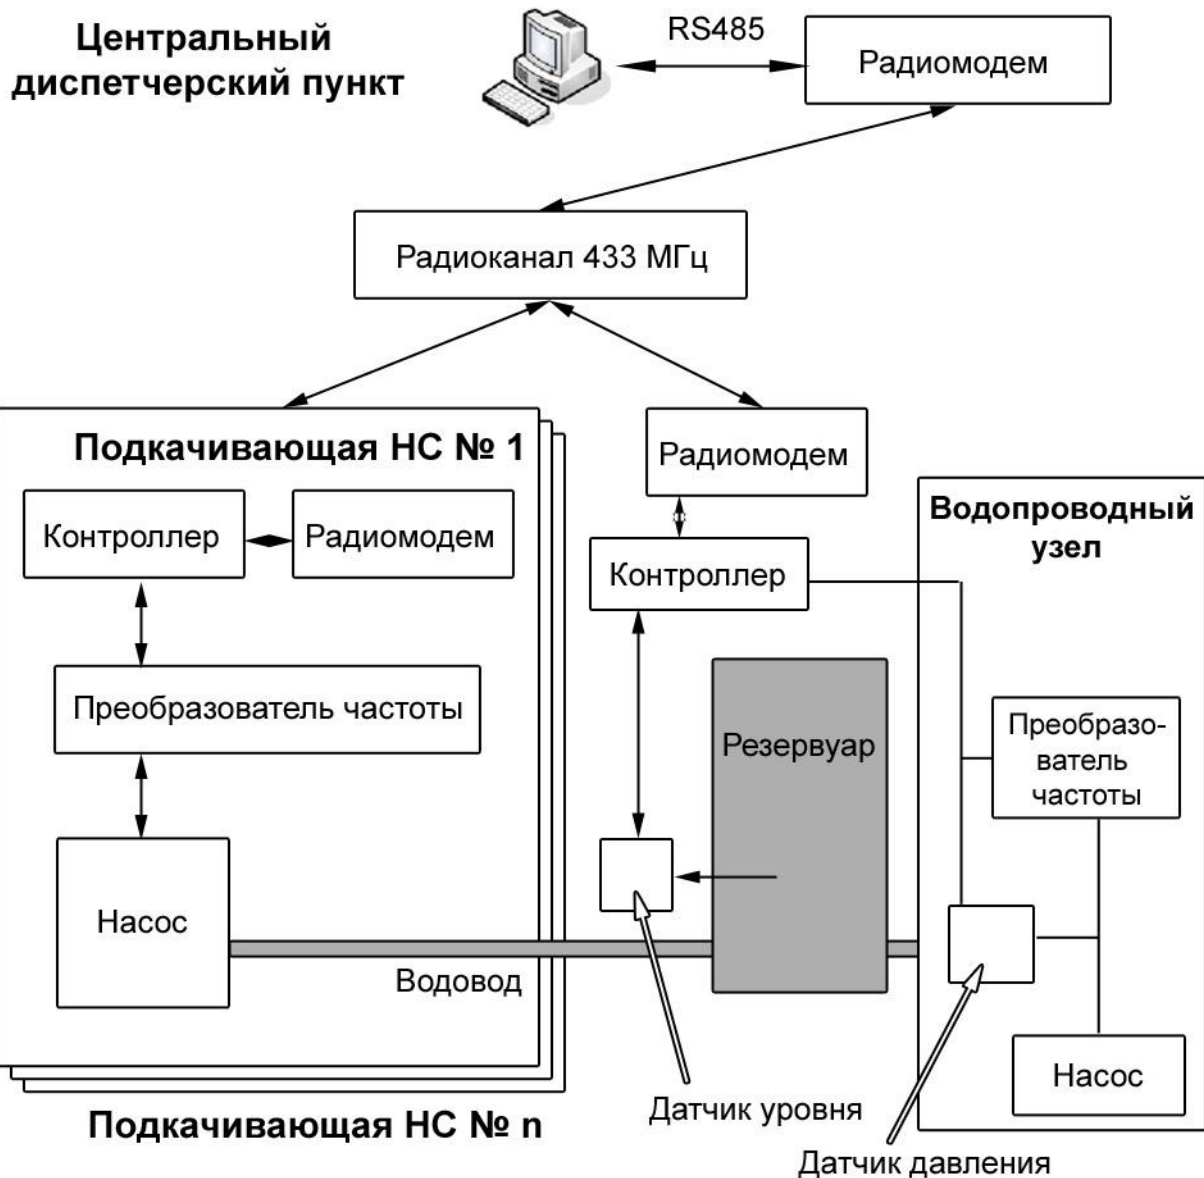 Центральный
диспетчерский пункт
RS485
Радиомодем
Радиоканал 433 МГц
Подкачивающая НС № 1
Контроллер
Радиомодем
Преобразователь частоты
Насос
Водовод
Подкачивающая НС № n
Радиомодем
Контроллер
Резервуар
Датчик уровня
Водопроводный
узел
Преобразо-
ватель
частоты
Насос
Датчик давления